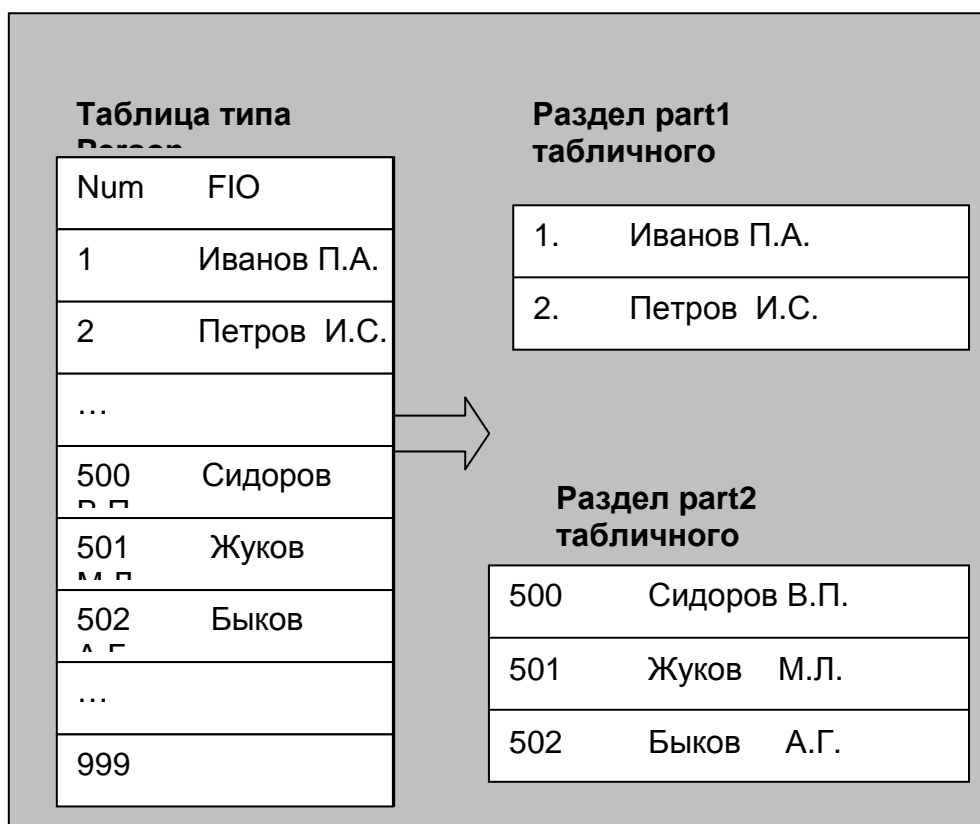 Таблица типа
Num FIO
1 Иванов П.А.
2 Петров И.С.
…
500 Сидоров
501 Жуков
502 Быков
…
999
Раздел part1
табличного
1. Иванов П.А.
2. Петров И.С.
Раздел part2
табличного
500 Сидоров В.П.
501 Жуков М.Л.
502 Быков А.Г.